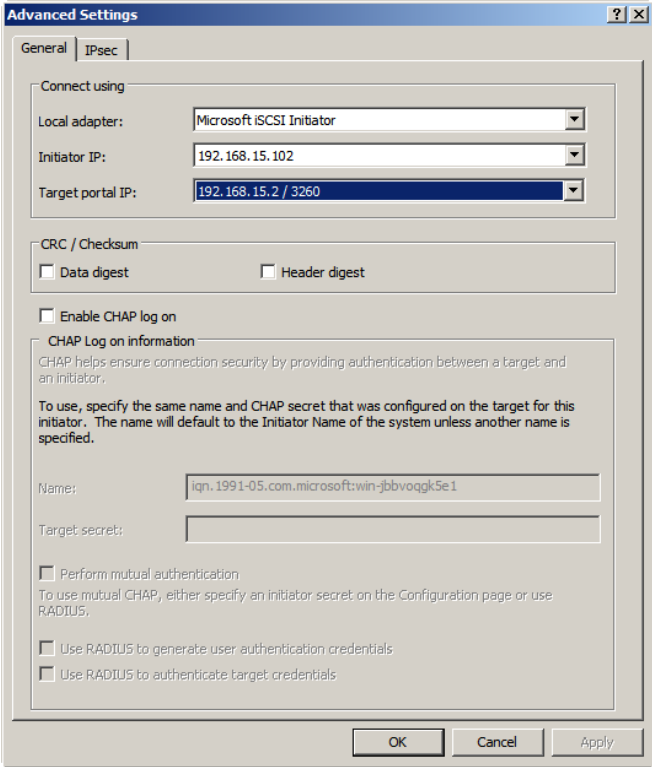 Advanced Settings
General
IPsec
Connect using
Local adapter:
Microsoft iSCSI Initiator
Initiator IP:
192.168.15.102
Target portal IP:
192.168.15.2 / 3260
CRC / Checksum
Data digest
Header digest
Enable CHAP log on
CHAP Log on information
CHAP helps ensure connection security by providing authentication between a target and
an initiator.
To use, specify the same name and CHAP secret that was configured on the target for this
initiator. The name will default to the Initiator Name of the system unless another name is
specified.
Name:
iqn.1991-05.com.microsoft:win-jbbvoqgk5e1
Target secret:
Perform mutual authentication
To use mutual CHAP, either specify an initiator secret on the Configuration page or use
RADIUS.
Use RADIUS to generate user authentication credentials
Use RADIUS to authenticate target credentials
OK
Cancel
Apply